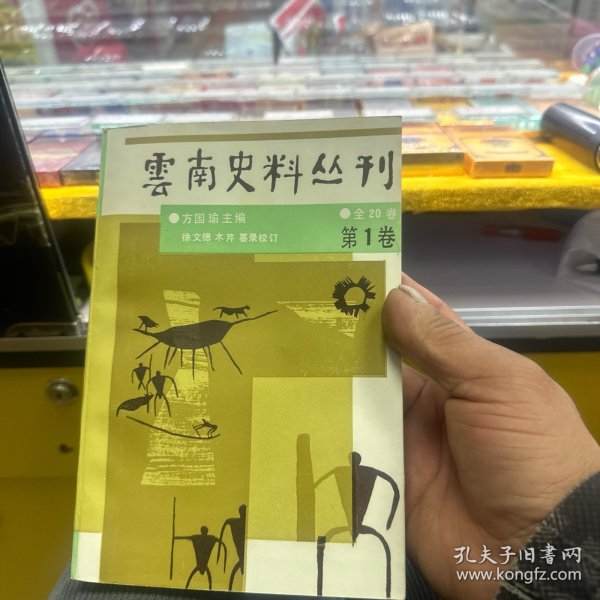 雲南史料丛刊
●方国瑜主编
徐文德 木芹 纂录校订
●全20卷
第1卷
孔夫子旧书网
www.kongfz.com